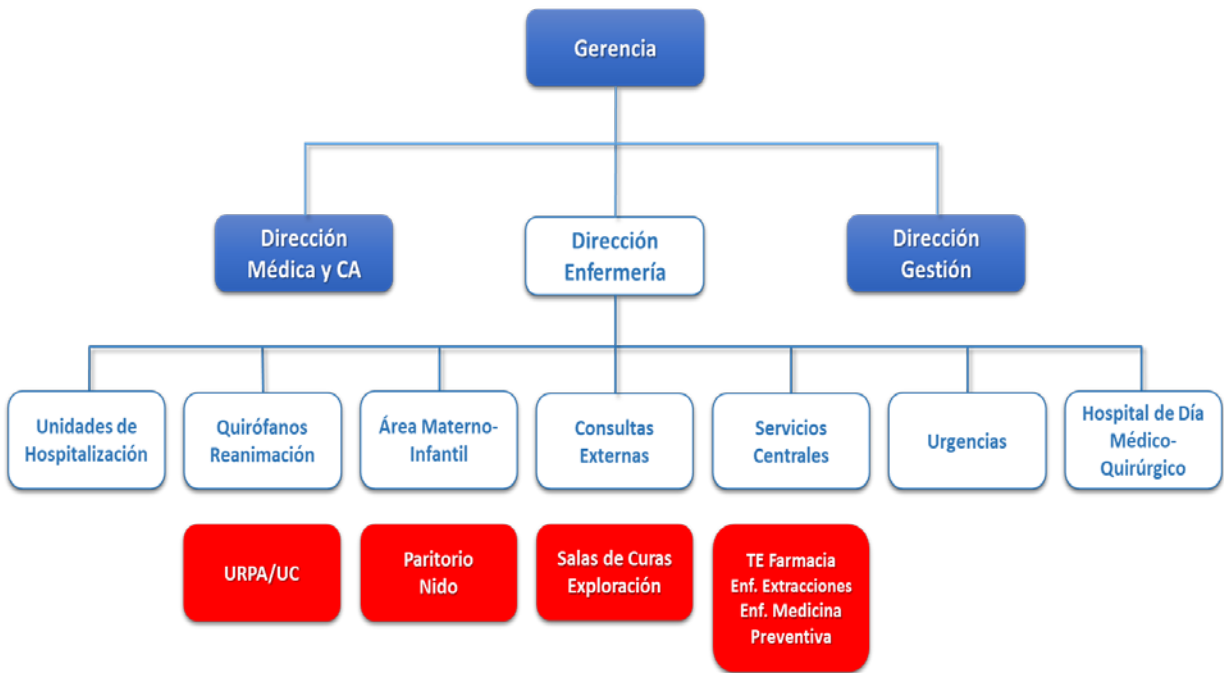 Gerencia
Dirección
Médica y CA
Dirección
Enfermería
Dirección
Gestión
Unidades de
Hospitalización
Quirófanos
Reanimación
Área Materno-
Infantil
Consultas
Externas
Servicios
Centrales
Urgencias
Hospital de Día
Médico-
Quirúrgico
URPA/UC
Paritorio
Nido
Salas de Curas
Exploración
TE Farmacia
Enf. Extracciones
Enf. Medicina
Preventiva